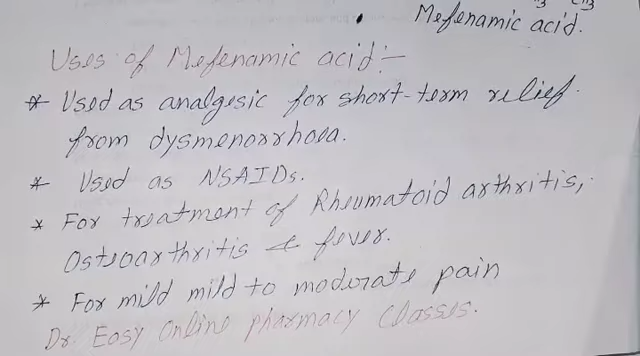 CH3
Mefenamic acid.
Uses of Mefenamic acid:-
* Used as analgesic for short-term relief.
from dysmenorrhoea.
* Used as NSAIDs.
* For treatment of Rheumatoid arthritis,
Osteoarthritis & fever.
* For mild mild to moderate pain
Dr. Easy Online pharmacy Classes.